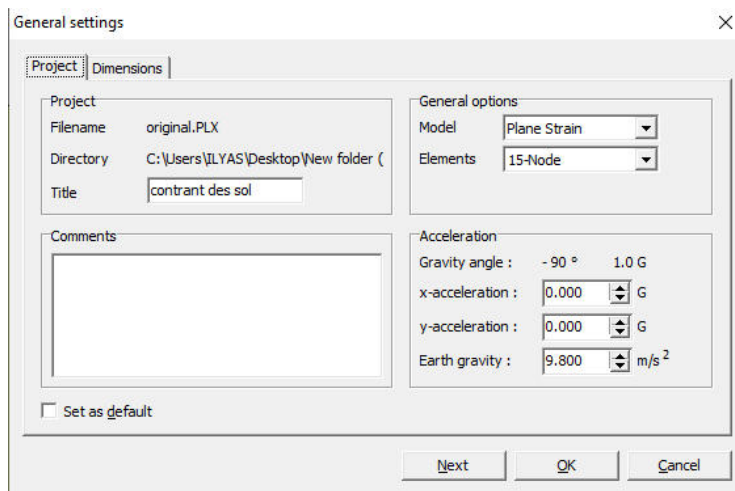 General settings
Project
Dimensions
Project
Filename original.PLX
Directory C:\Users\ILYAS\Desktop\New folder (
Title contrant des sol
General options
Model Plane Strain
Elements 15-Node
Comments
Acceleration
Gravity angle : - 90 ° 1.0 G
x-acceleration : 0.000 G
y-acceleration : 0.000 G
Earth gravity : 9.800 m/s 2
Set as default
Next
OK
Cancel